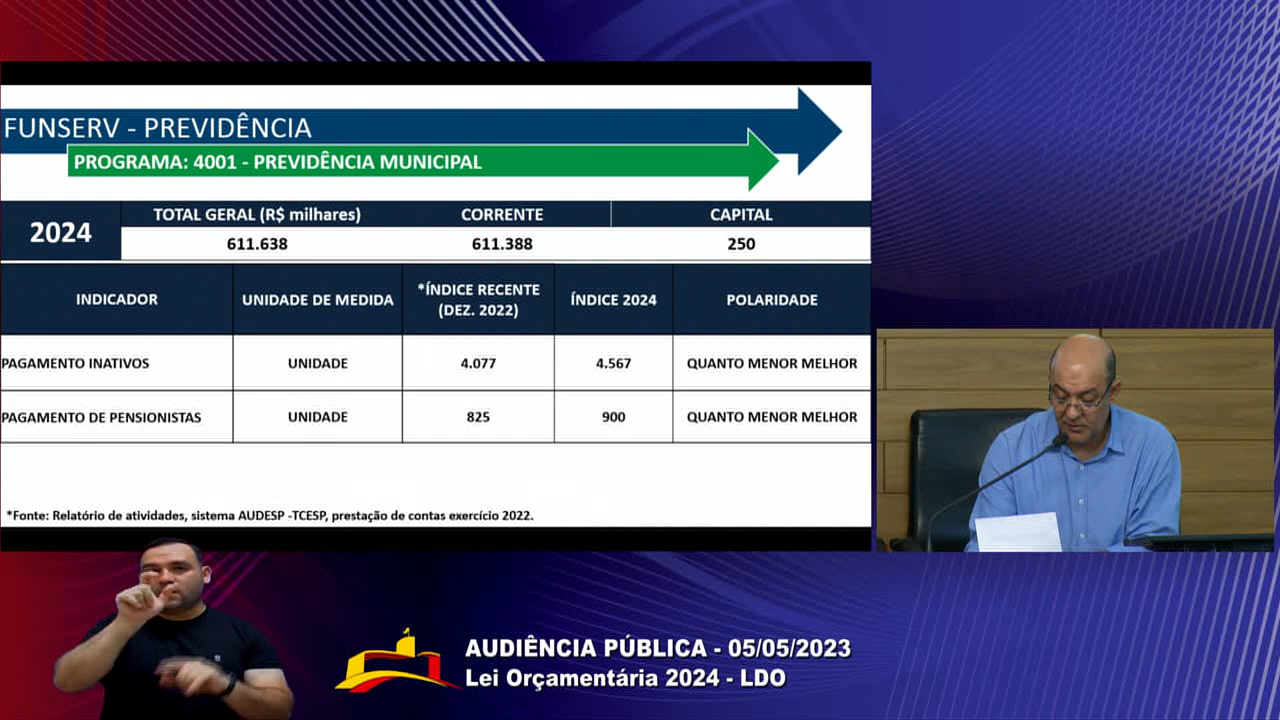 FUNSERV - PREVIDÊNCIA
PROGRAMA: 4001 - PREVIDÊNCIA MUNICIPAL
2024
TOTAL GERAL (R$ milhares) CORRENTE CAPITAL
611.638 611.388 250
INDICADOR UNIDADE DE MEDIDA *ÍNDICE RECENTE (DEZ. 2022) ÍNDICE 2024 POLARIDADE
PAGAMENTO INATIVOS UNIDADE 4.077 4.567 QUANTO MENOR MELHOR
PAGAMENTO DE PENSIONISTAS UNIDADE 825 900 QUANTO MENOR MELHOR
*Fonte: Relatório de atividades, sistema AUDESP -TCESP, prestação de contas exercício 2022.
AUDIÊNCIA PÚBLICA - 05/05/2023
Lei Orçamentária 2024 - LDO